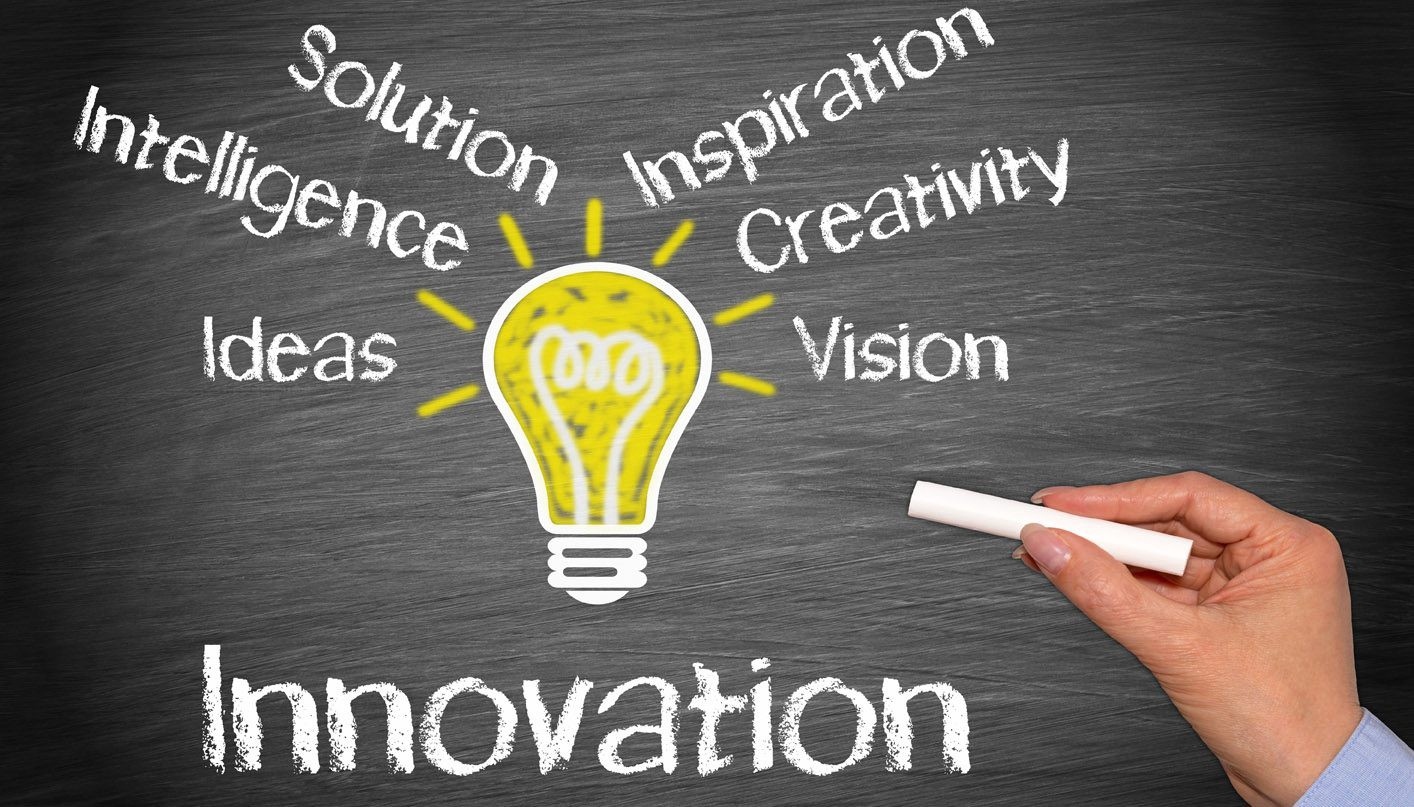 Solution
Inspiration
Intelligence
Creativity
Ideas
Vision
Innovation